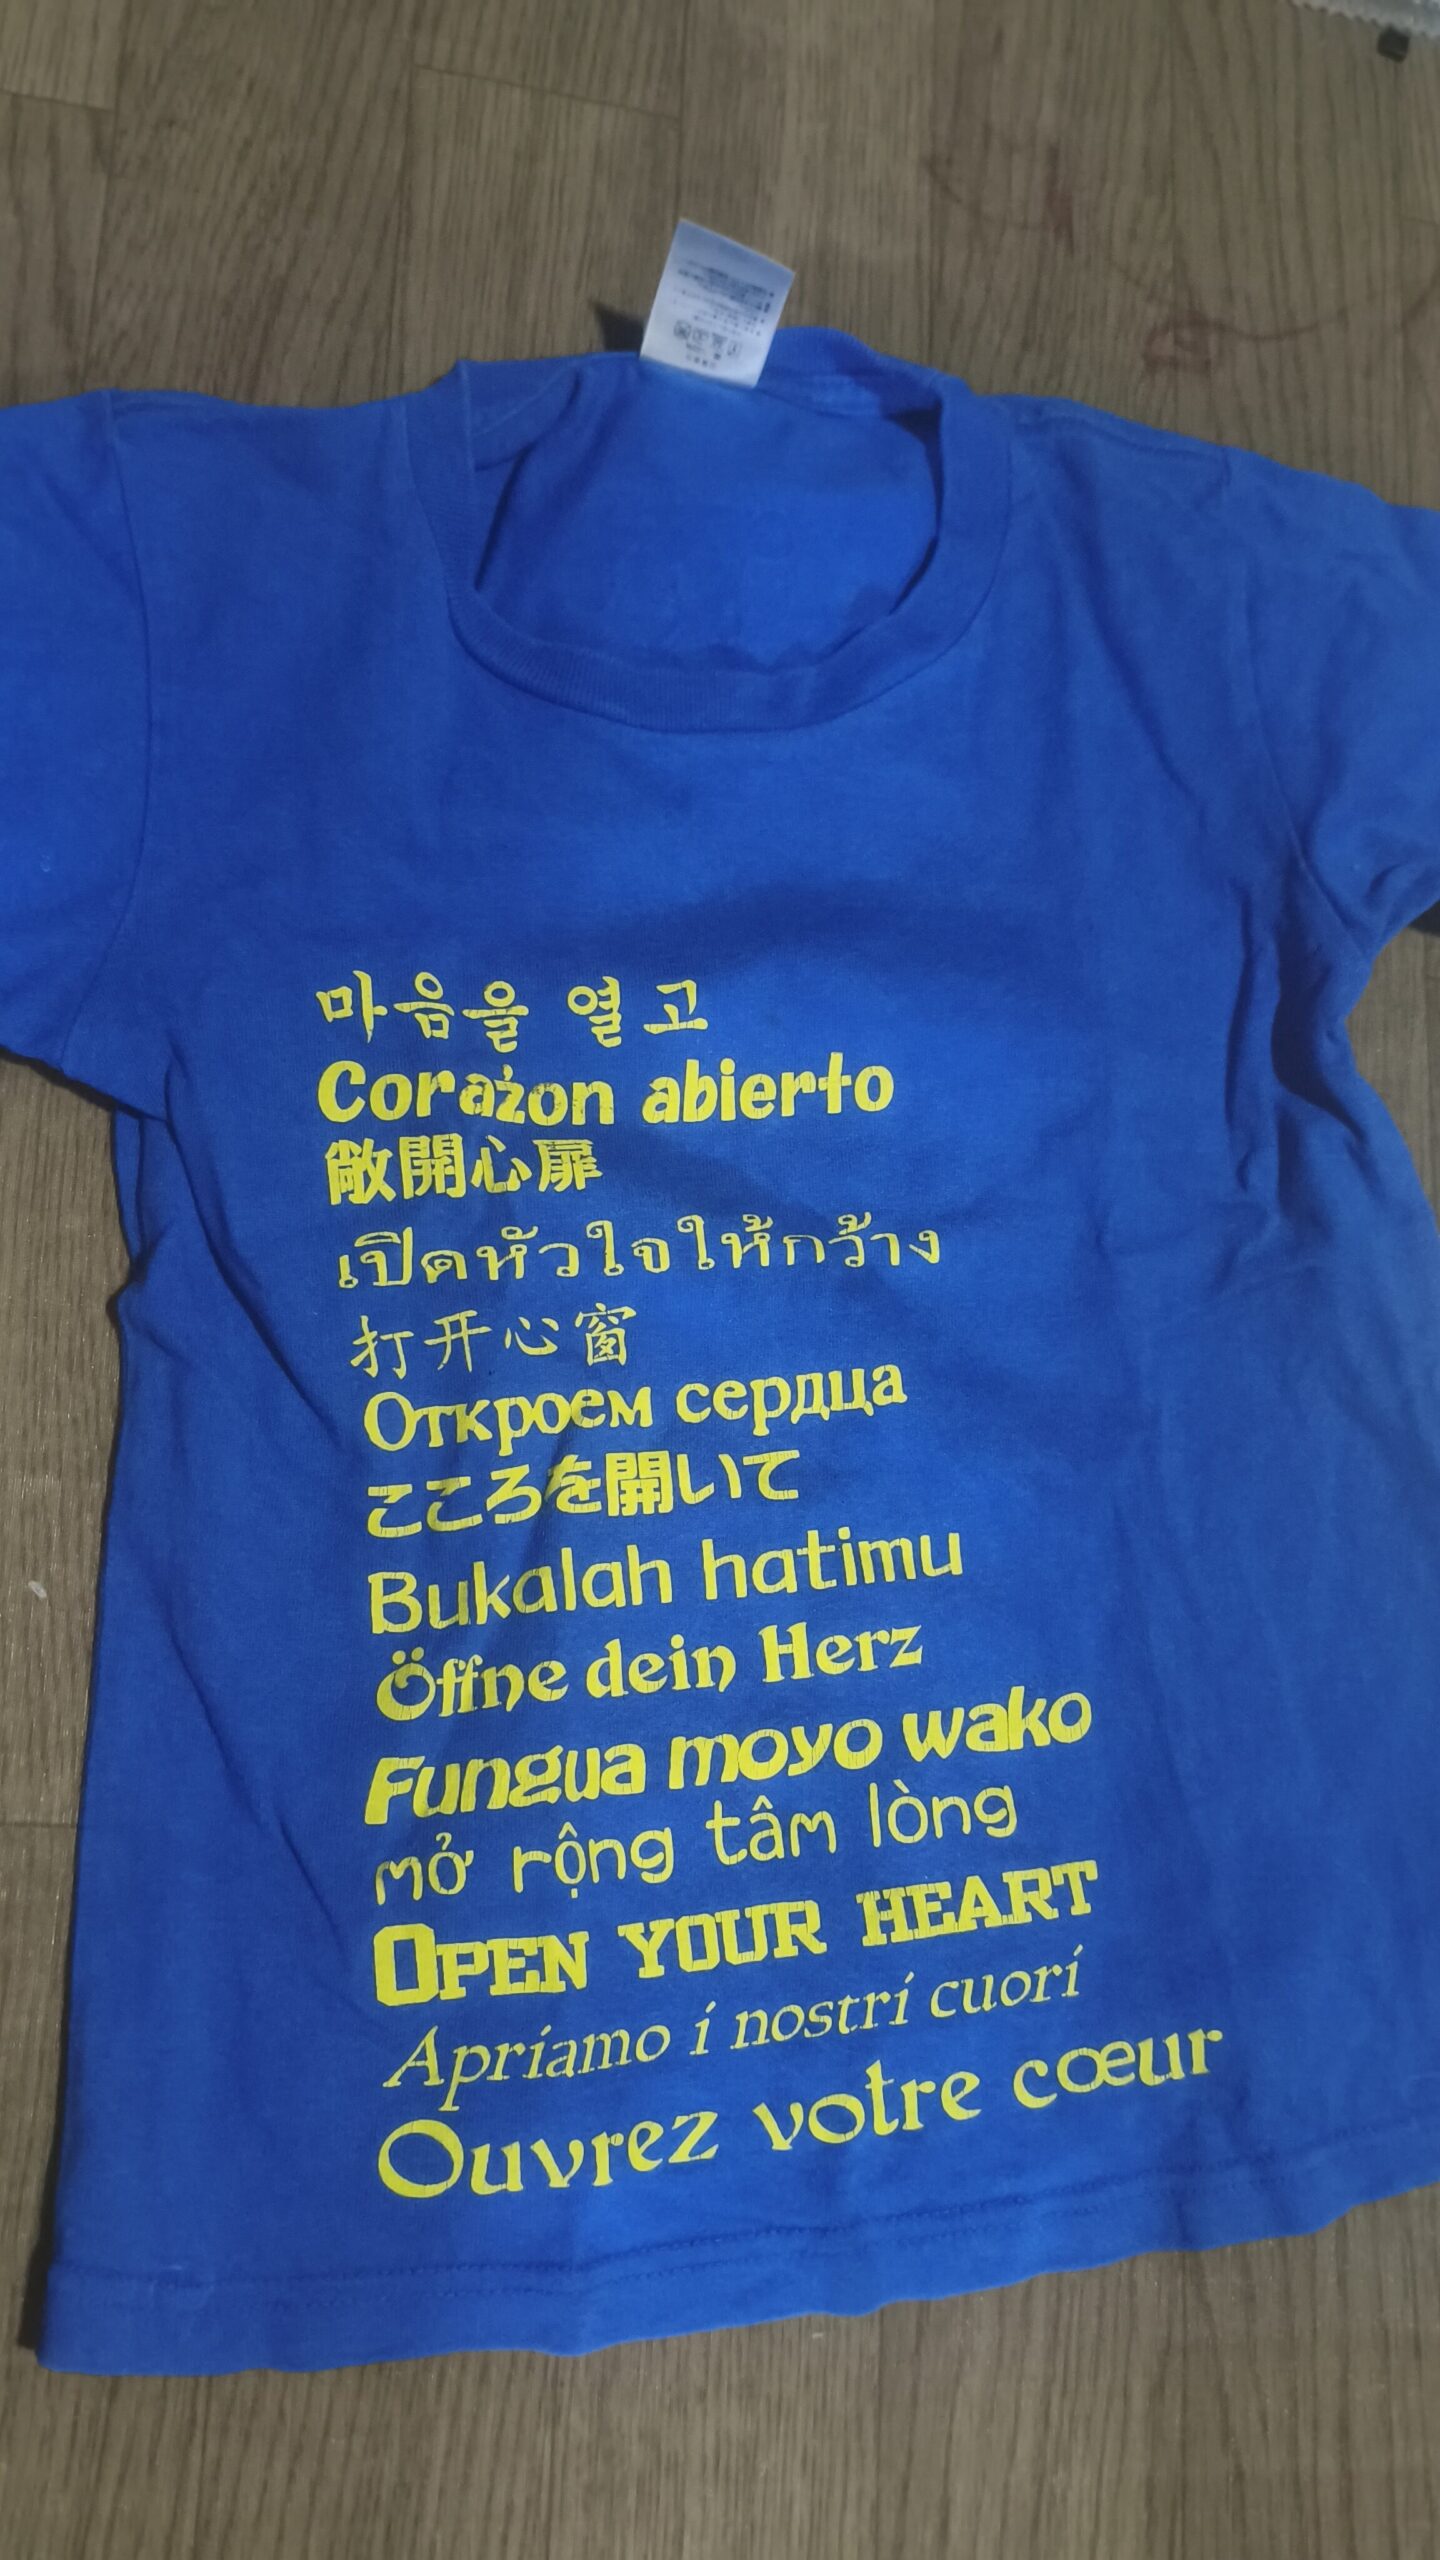 마음을 열고
Corażon abierto
敞開心扉
เปิดหัวใจให้กว้าง
打开心窗
Откроем сердца
こころを開いて
Bukalah hatimu
Öffne dein Herz
Fungua moyo wako
mở rộng tâm lòng
OPEN YOUR HEART
Apriamo i nostri cuori
Ouvrez votre cœur